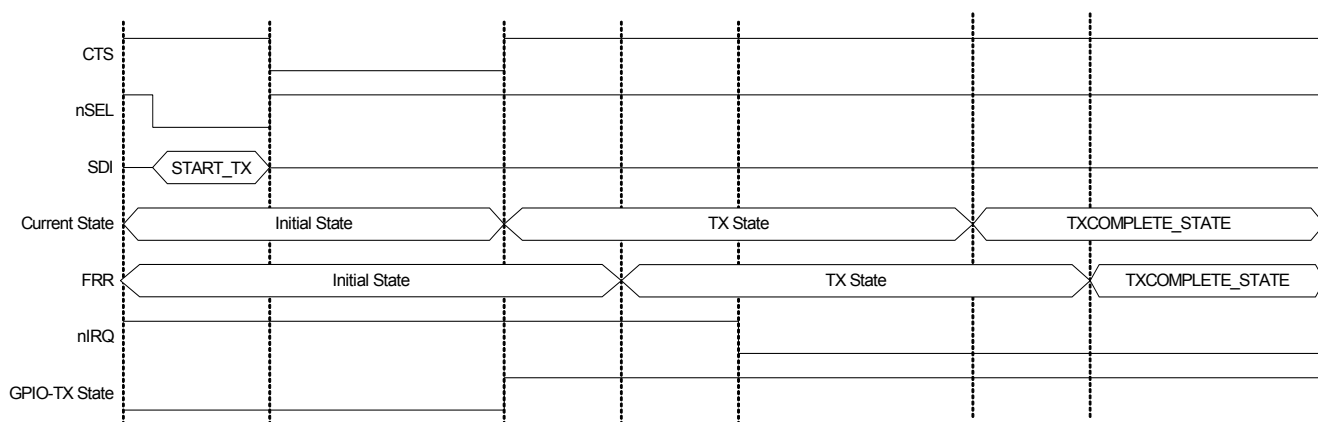 CTS
nSEL
SDI START_TX
Current State Initial State TX State TXCOMPLETE_STATE
FRR Initial State TX State TXCOMPLETE_STATE
nIRQ
GPIO-TX State